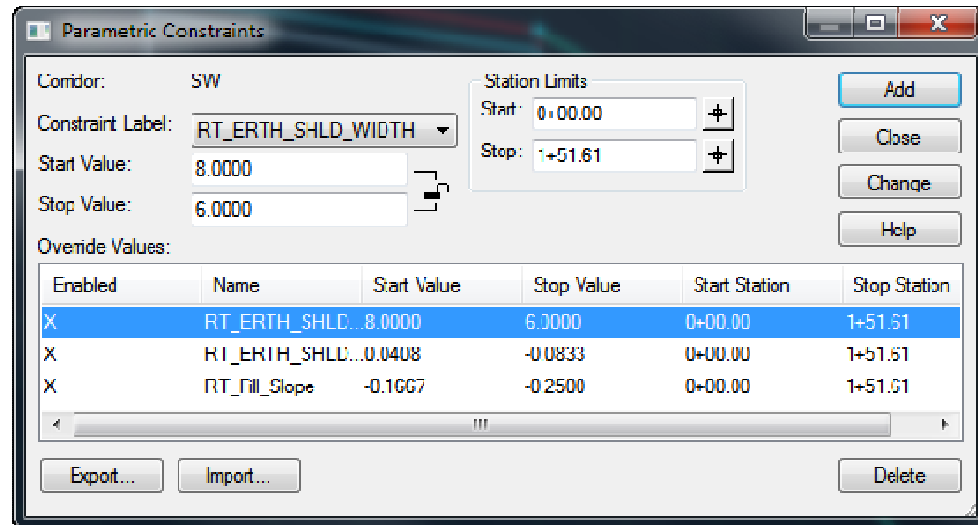 Parametric Constraints
Corridor: SW
Constraint Label: RT_ERTH_SHLD_WIDTH
Start Value: 8.0000
Stop Value: 6.0000
Station Limits
Start: 0+00.00
Stop: 1+51.61
Add
Close
Change
Help
Override Values:
Enabled Name Start Value Stop Value Start Station Stop Station
X RT_ERTH_SHLD... 8.0000 6.0000 0+00.00 1+51.61
X RT_ERTH_SHLD... 0.0408 -0.0833 0+00.00 1+51.61
X RT_Fill_Slope -0.1667 -0.2500 0+00.00 1+51.61
Export... Import... Delete